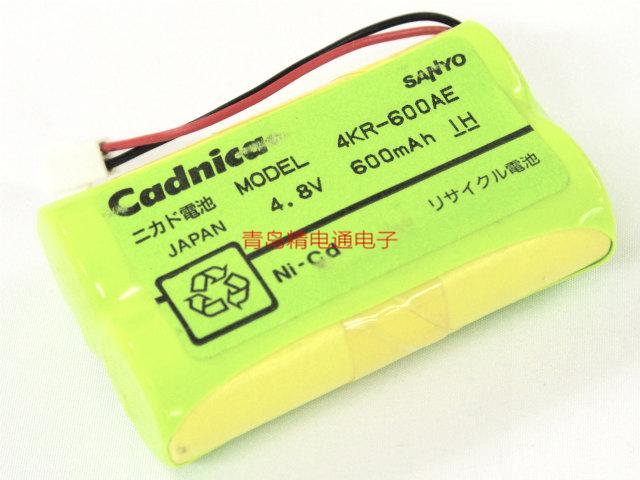 SANYO
Cadnica
MODEL 4KR-600AE
ニカド電池 4.8V 600mAh 1H
JAPAN
リサイクル電池
Ni-Cd
青岛精电通电子